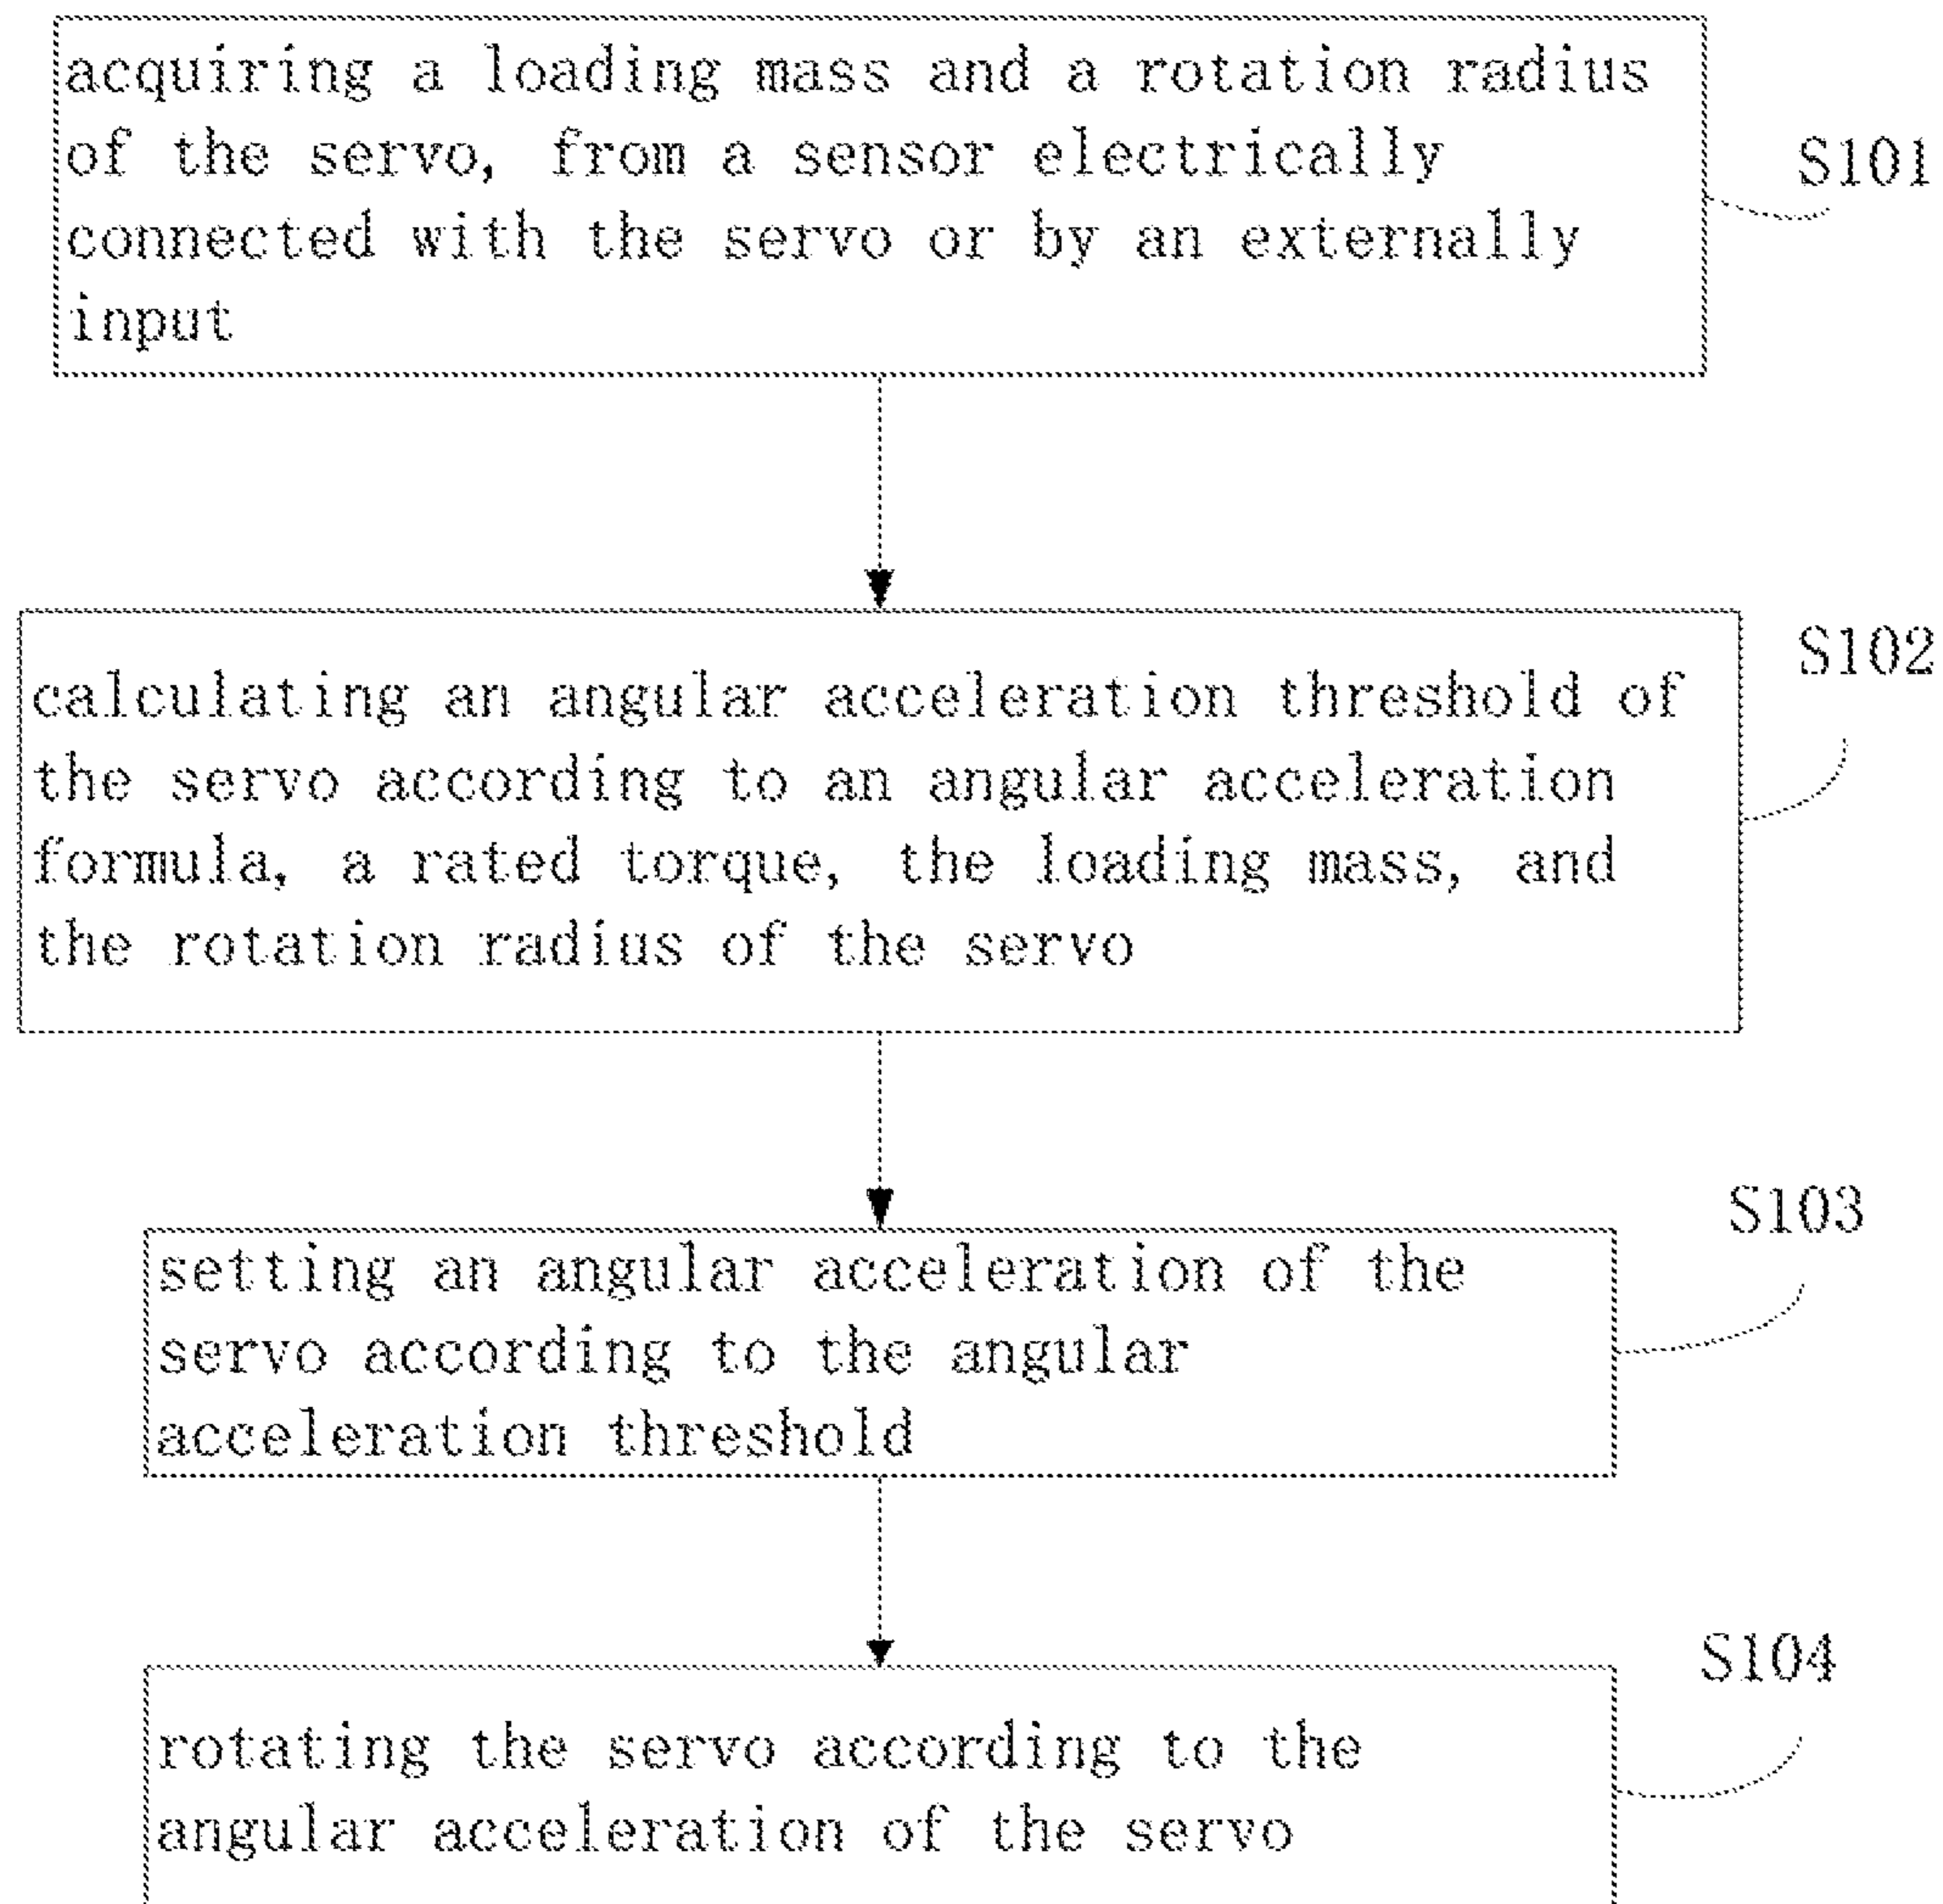 acquiring a loading mass and a rotation radius
of the servo, from a sensor electrically
connected with the servo or by an externally
input
S101
S102
calculating an angular acceleration threshold of
the servo according to an angular acceleration
formula, a rated torque, the loading mass, and
the rotation radius of the servo
S103
setting an angular acceleration of the
servo according to the angular
acceleration threshold
S104
rotating the servo according to the
angular acceleration of the servo